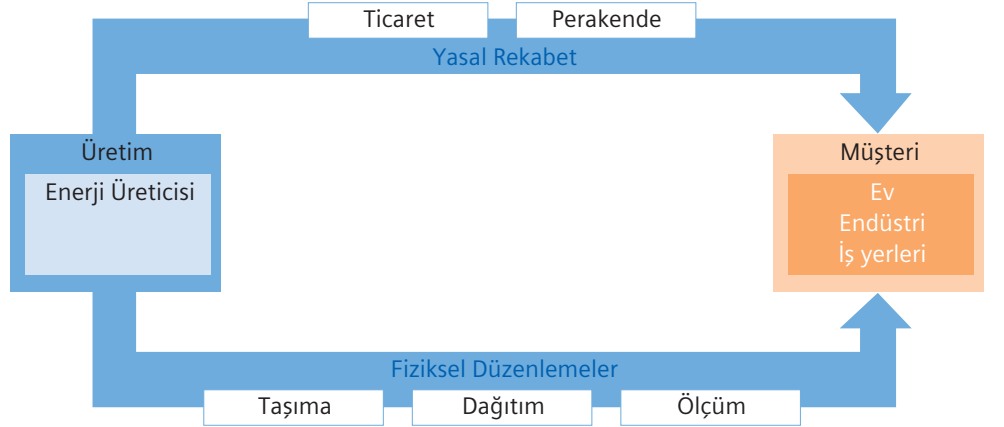 Ticaret
Perakende
Yasal Rekabet
Üretim
Enerji Üreticisi
Müşteri
Ev
Endüstri
İş yerleri
Fiziksel Düzenlemeler
Taşıma
Dağıtım
Ölçüm